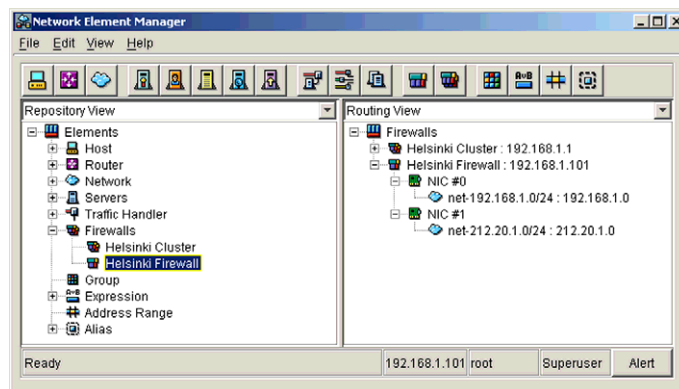 Network Element Manager
File Edit View Help
Repository View
Elements
Host
Router
Network
Servers
Traffic Handler
Firewalls
Helsinki Cluster
Helsinki Firewall
Group
Expression
Address Range
Alias
Routing View
Firewalls
Helsinki Cluster : 192.168.1.1
Helsinki Firewall : 192.168.1.101
NIC #0
net-192.168.1.0/24 : 192.168.1.0
NIC #1
net-212.20.1.0/24 : 212.20.1.0
Ready 192.168.1.101 root Superuser Alert